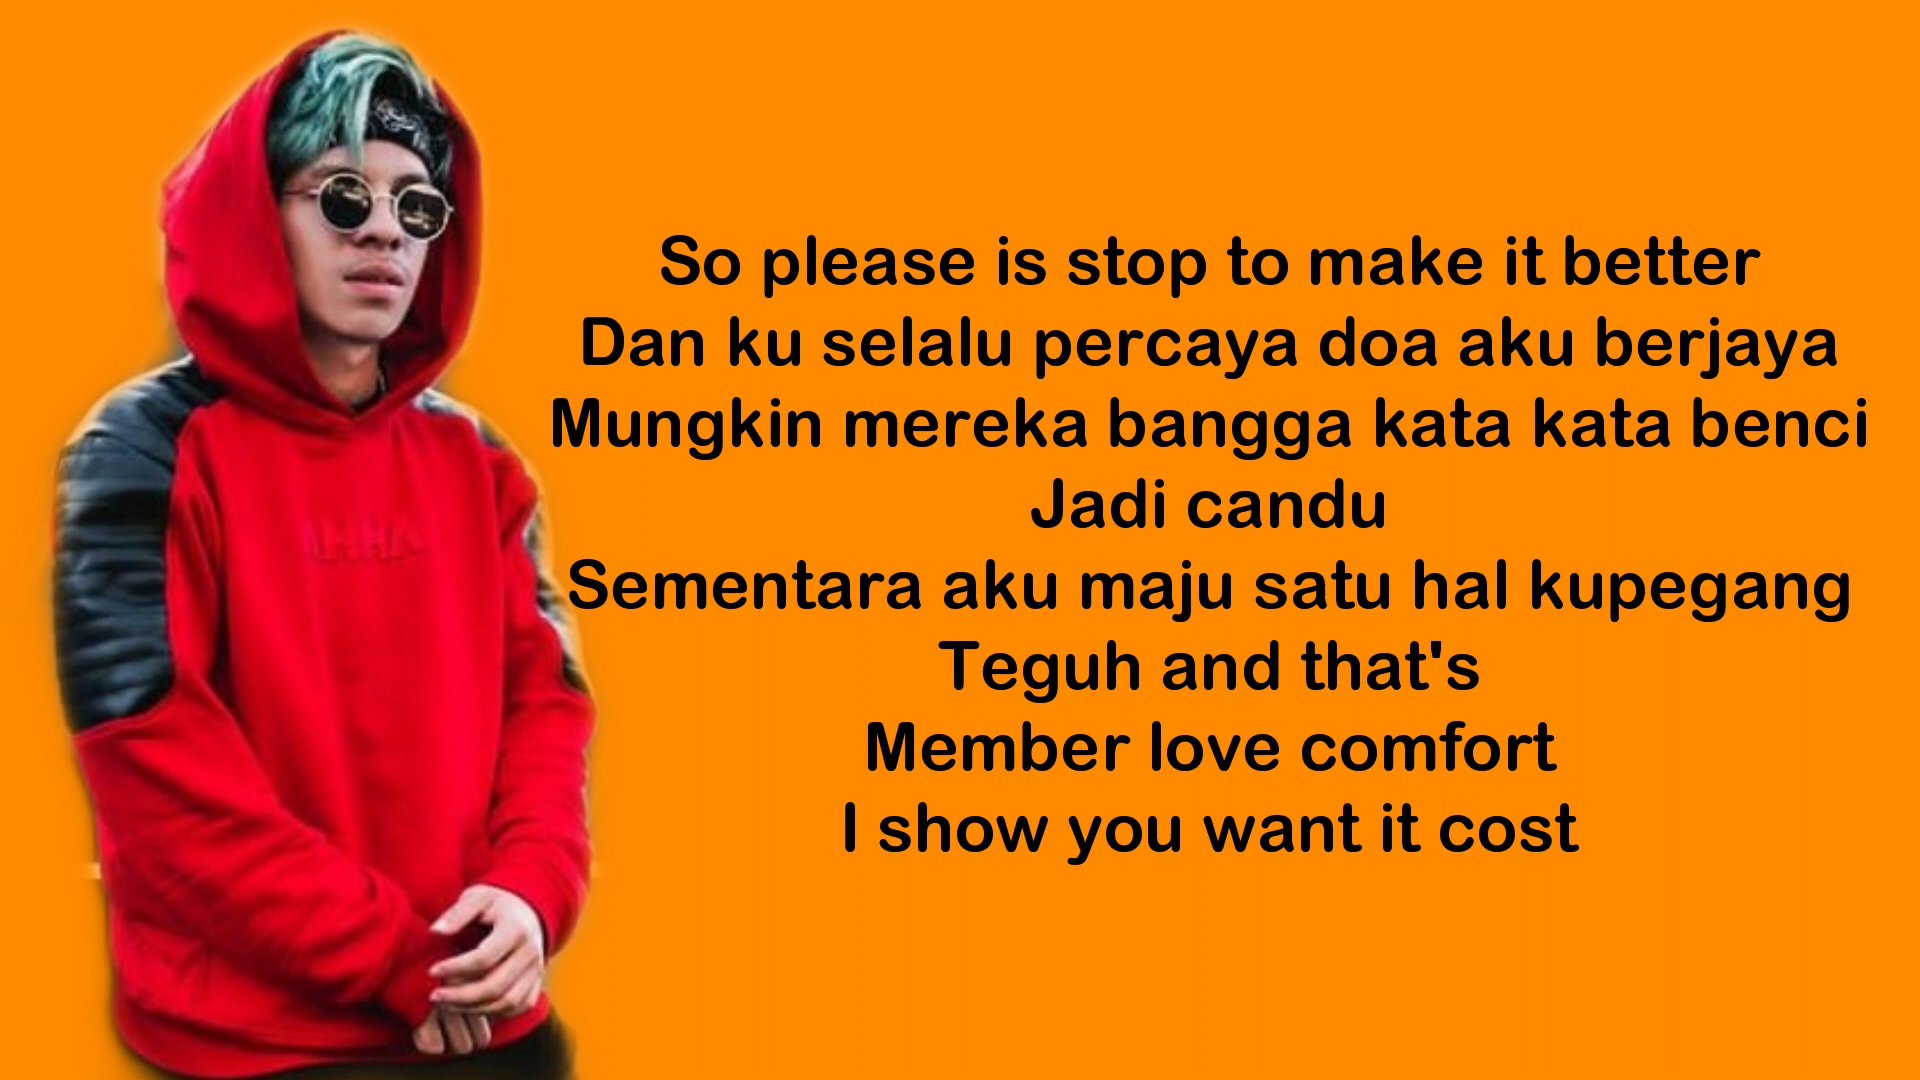 So please is stop to make it better
Dan ku selalu percaya doa aku berjaya
Mungkin mereka bangga kata kata benci
Jadi candu
Sementara aku maju satu hal kupegang
Teguh and that's
Member love comfort
I show you want it cost